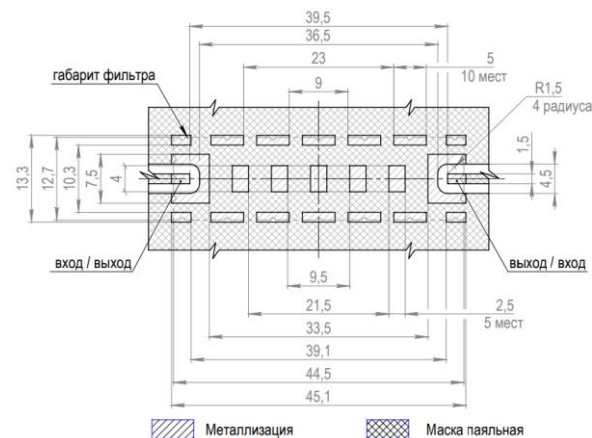 39,5
36,5
23
5
10 мест
9
габарит фильтра
R1,5
4 радиуса
13,3
12,7
10,3
7,5
4
1,5
4,5
вход / выход
выход / вход
9,5
21,5
2,5
5 мест
33,5
39,1
44,5
45,1
Металлизация
Маска паяльная